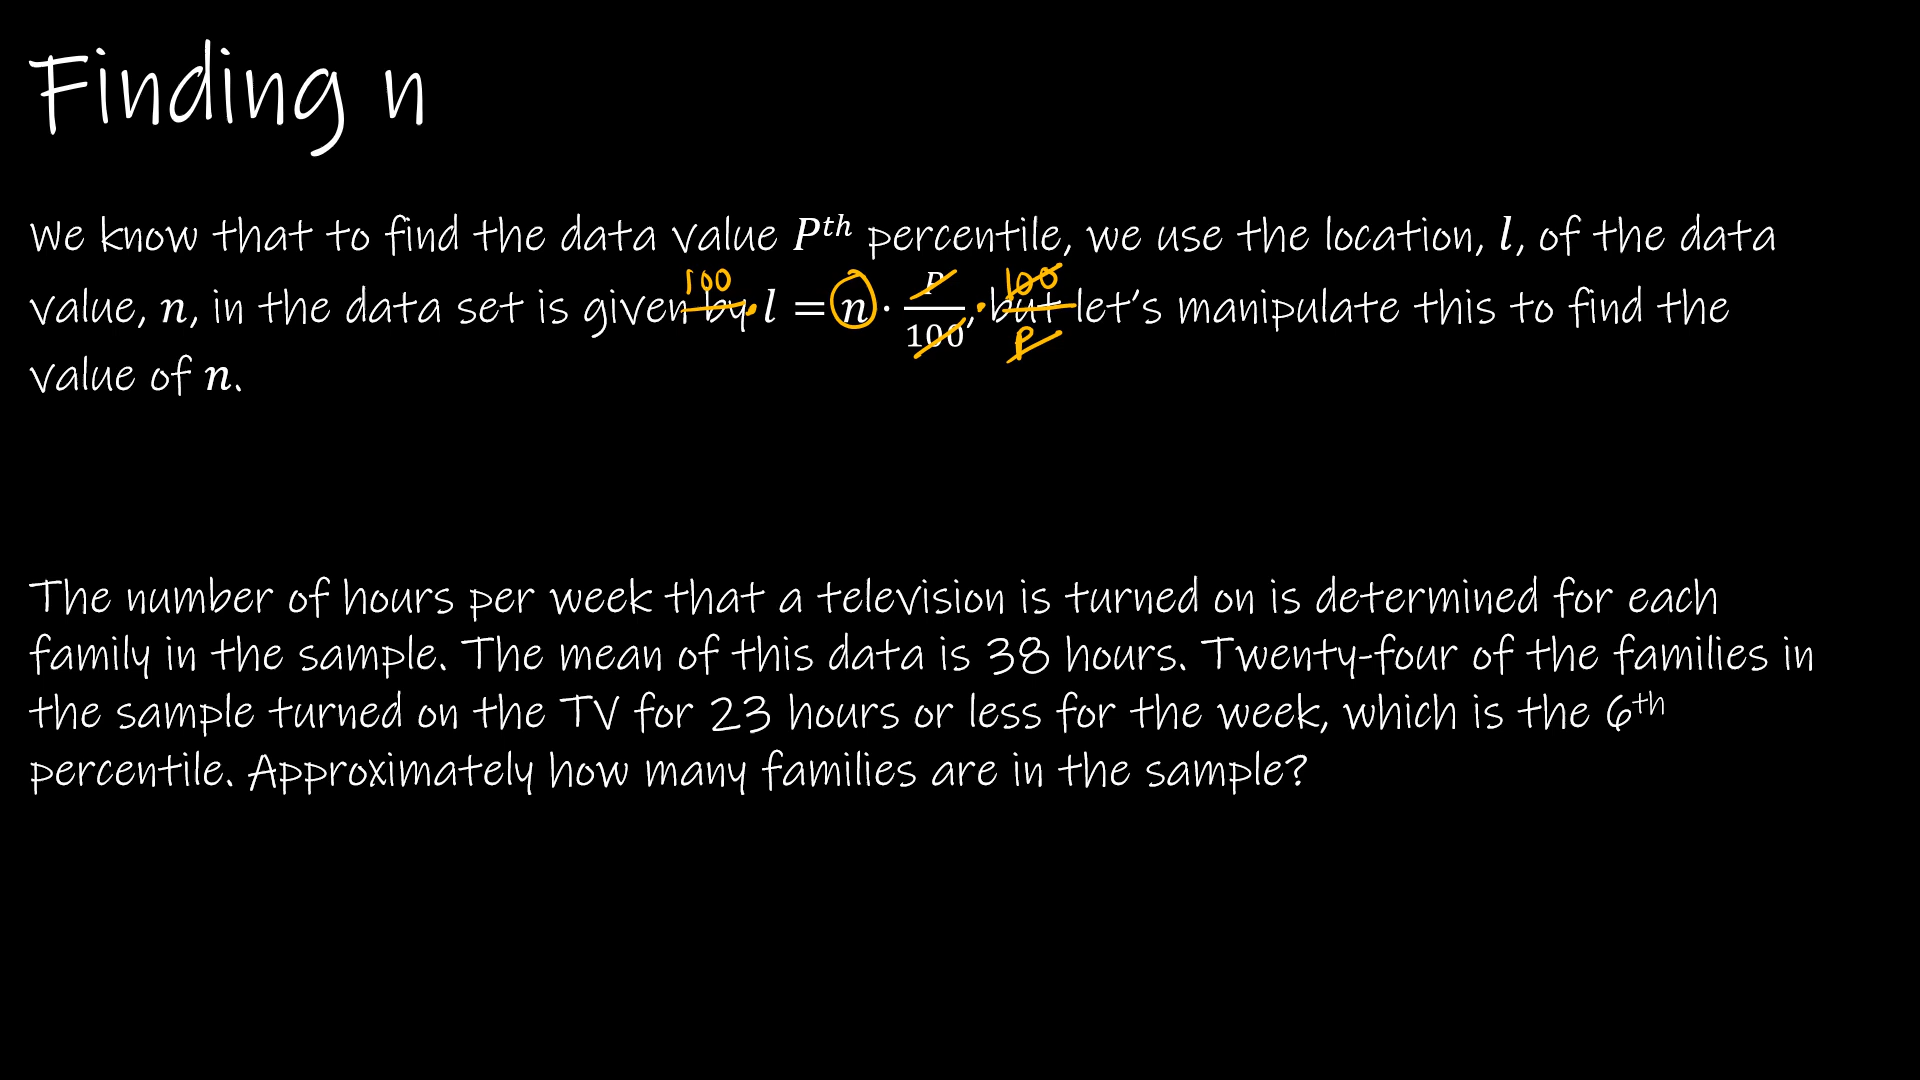 Finding n
We know that to find the data value Pᵗʰ percentile, we use the location, l, of the data
100 P 100
value, n, in the data set is given by · l = n · —, · but let's manipulate this to find the
100 P
value of n.
The number of hours per week that a television is turned on is determined for each
family in the sample. The mean of this data is 38 hours. Twenty-four of the families in
the sample turned on the TV for 23 hours or less for the week, which is the 6ᵗʰ
percentile. Approximately how many families are in the sample?